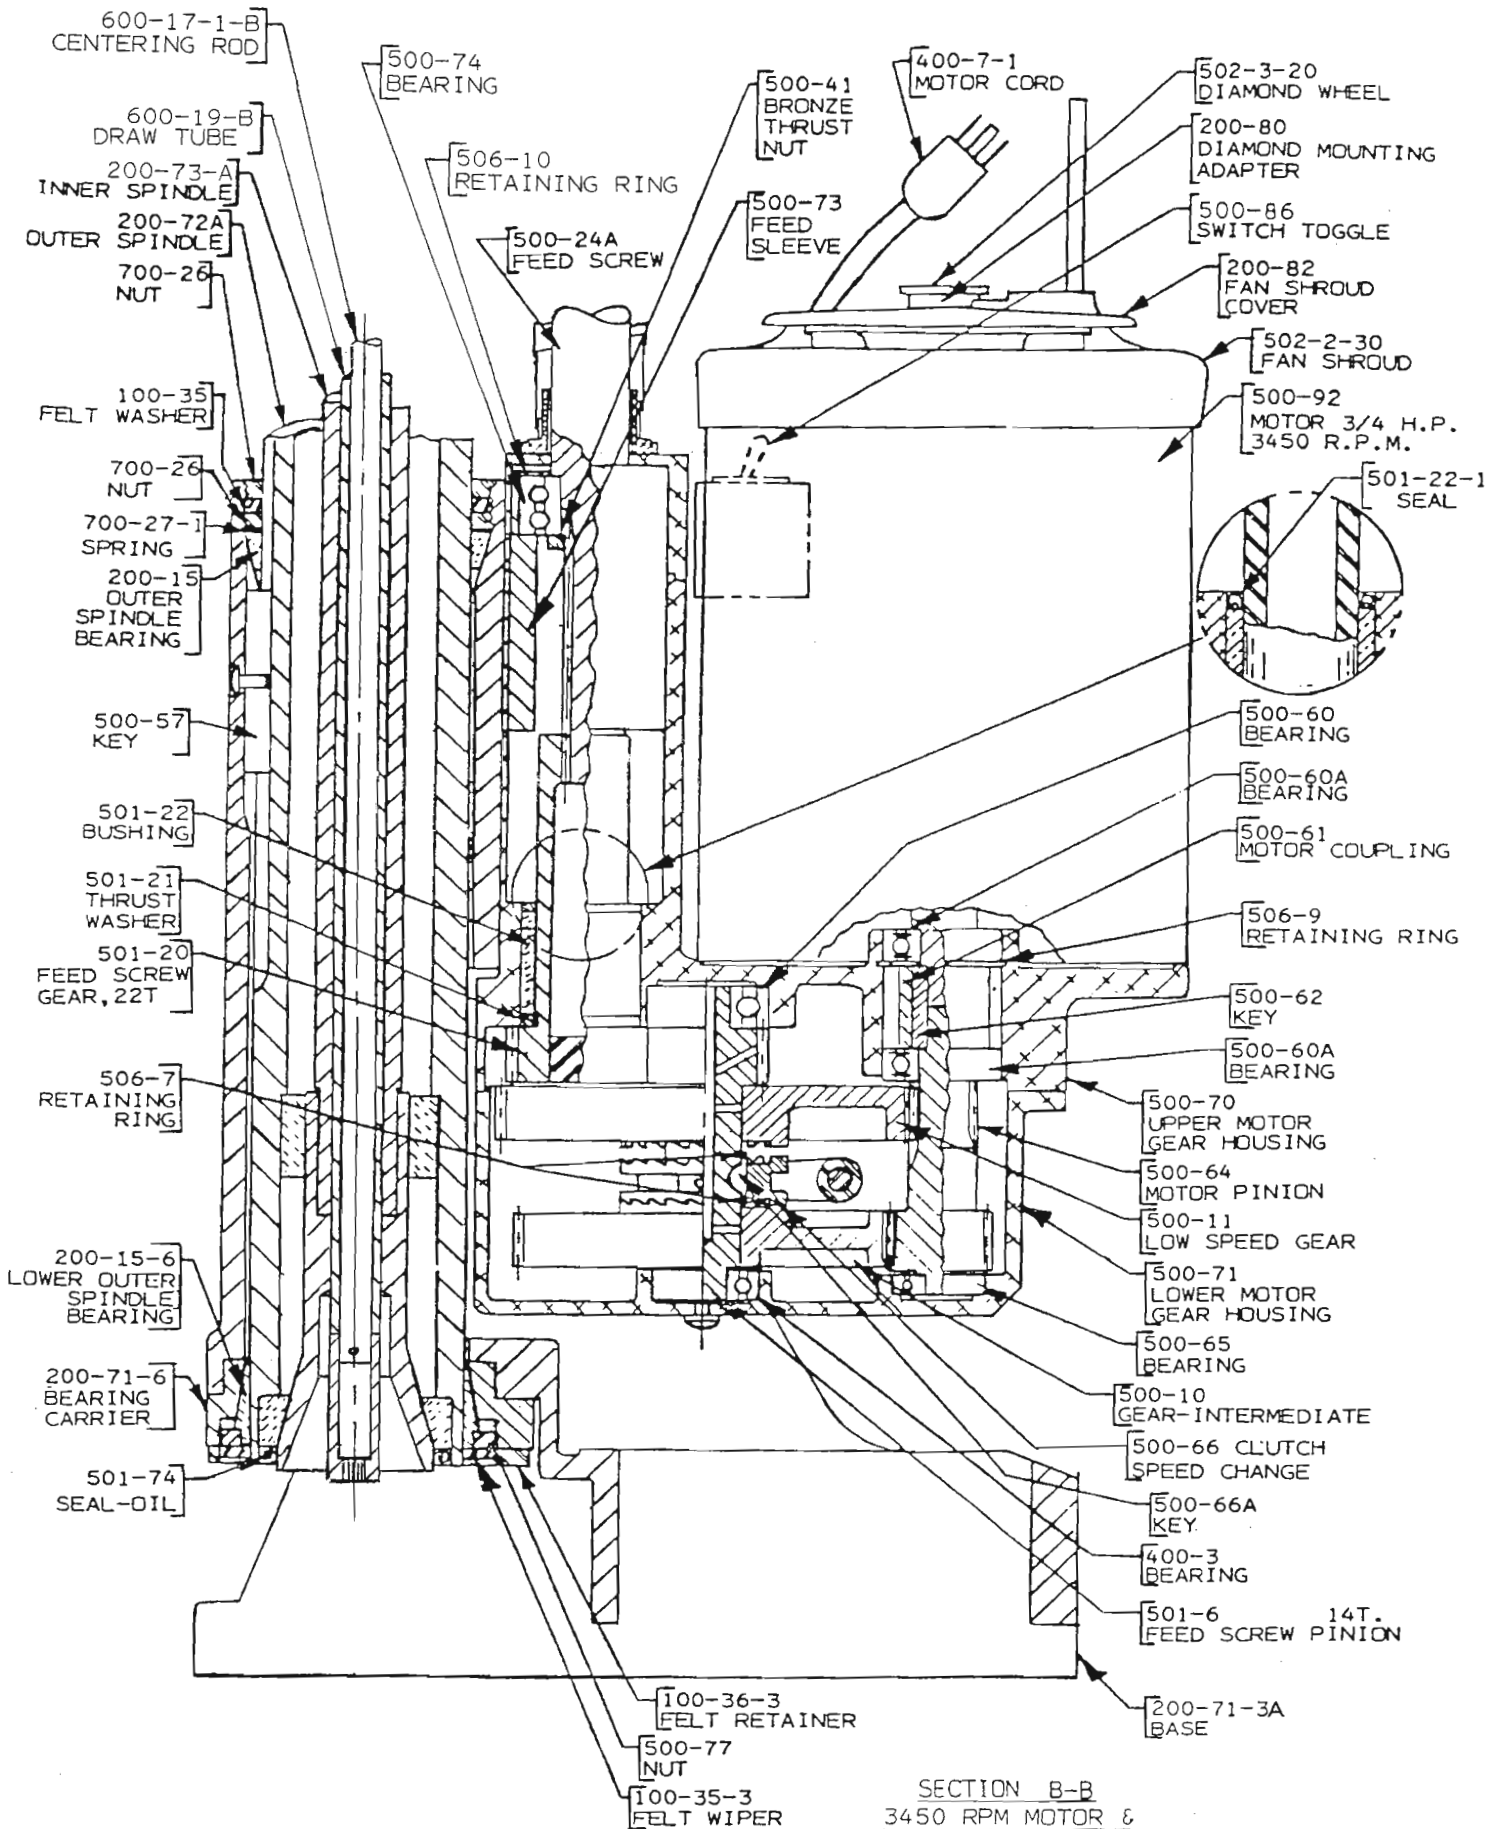 600-17-1-B
CENTERING ROD
600-19-B
DRAW TUBE
200-73-A
INNER SPINDLE
200-72A
OUTER SPINDLE
700-26
NUT
100-35
FELT WASHER
700-26
NUT
700-27-1
SPRING
200-15
OUTER
SPINDLE
BEARING
500-57
KEY
501-22
BUSHING
501-21
THRUST
WASHER
501-20
FEED SCREW
GEAR,22T
506-7
RETAINING
RING
200-15-6
LOWER OUTER
SPINDLE
BEARING
200-71-6
BEARING
CARRIER
501-74
SEAL-OIL
500-74
BEARING
506-10
RETAINING RING
500-24A
FEED SCREW
500-41
BRONZE
THRUST
NUT
500-73
FEED
SLEEVE
400-7-1
MOTOR CORD
502-3-20
DIAMOND WHEEL
200-80
DIAMOND MOUNTING
ADAPTER
500-86
SWITCH TOGGLE
200-82
FAN SHROUD
COVER
502-2-30
FAN SHROUD
500-92
MOTOR 3/4 H.P.
3450 R.P.M.
501-22-1
SEAL
500-60
BEARING
500-60A
BEARING
500-61
MOTOR COUPLING
506-9
RETAINING RING
500-62
KEY
500-60A
BEARING
500-70
UPPER MOTOR
GEAR HOUSING
500-64
MOTOR PINION
500-11
LOW SPEED GEAR
500-71
LOWER MOTOR
GEAR HOUSING
500-65
BEARING
500-10
GEAR-INTERMEDIATE
500-66 CLUTCH
SPEED CHANGE
500-66A
KEY
400-3
BEARING
501-6 14T.
FEED SCREW PINION
200-71-3A
BASE
100-36-3
FELT RETAINER
500-77
NUT
100-35-3
FELT WIPER
SECTION B-B
3450 RPM MOTOR &